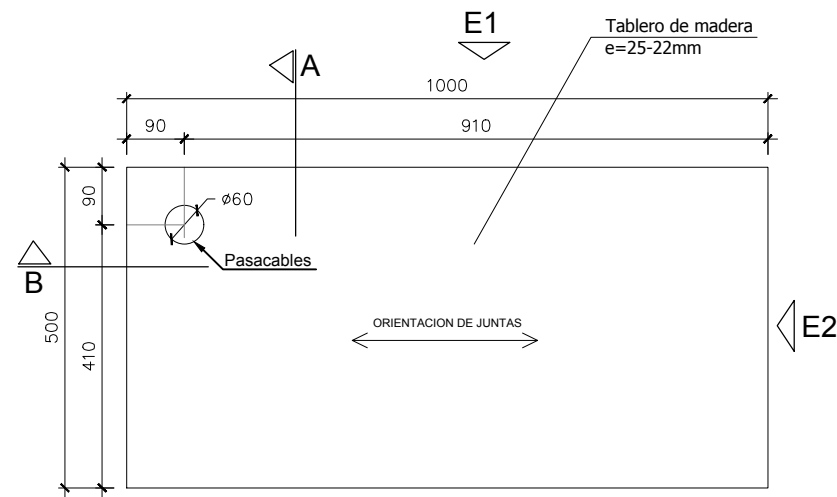 E1
Tablero de madera
e=25-22mm
A
1000
90
910
90
ø60
Pasacables
B
500
410
ORIENTACION DE JUNTAS
E2